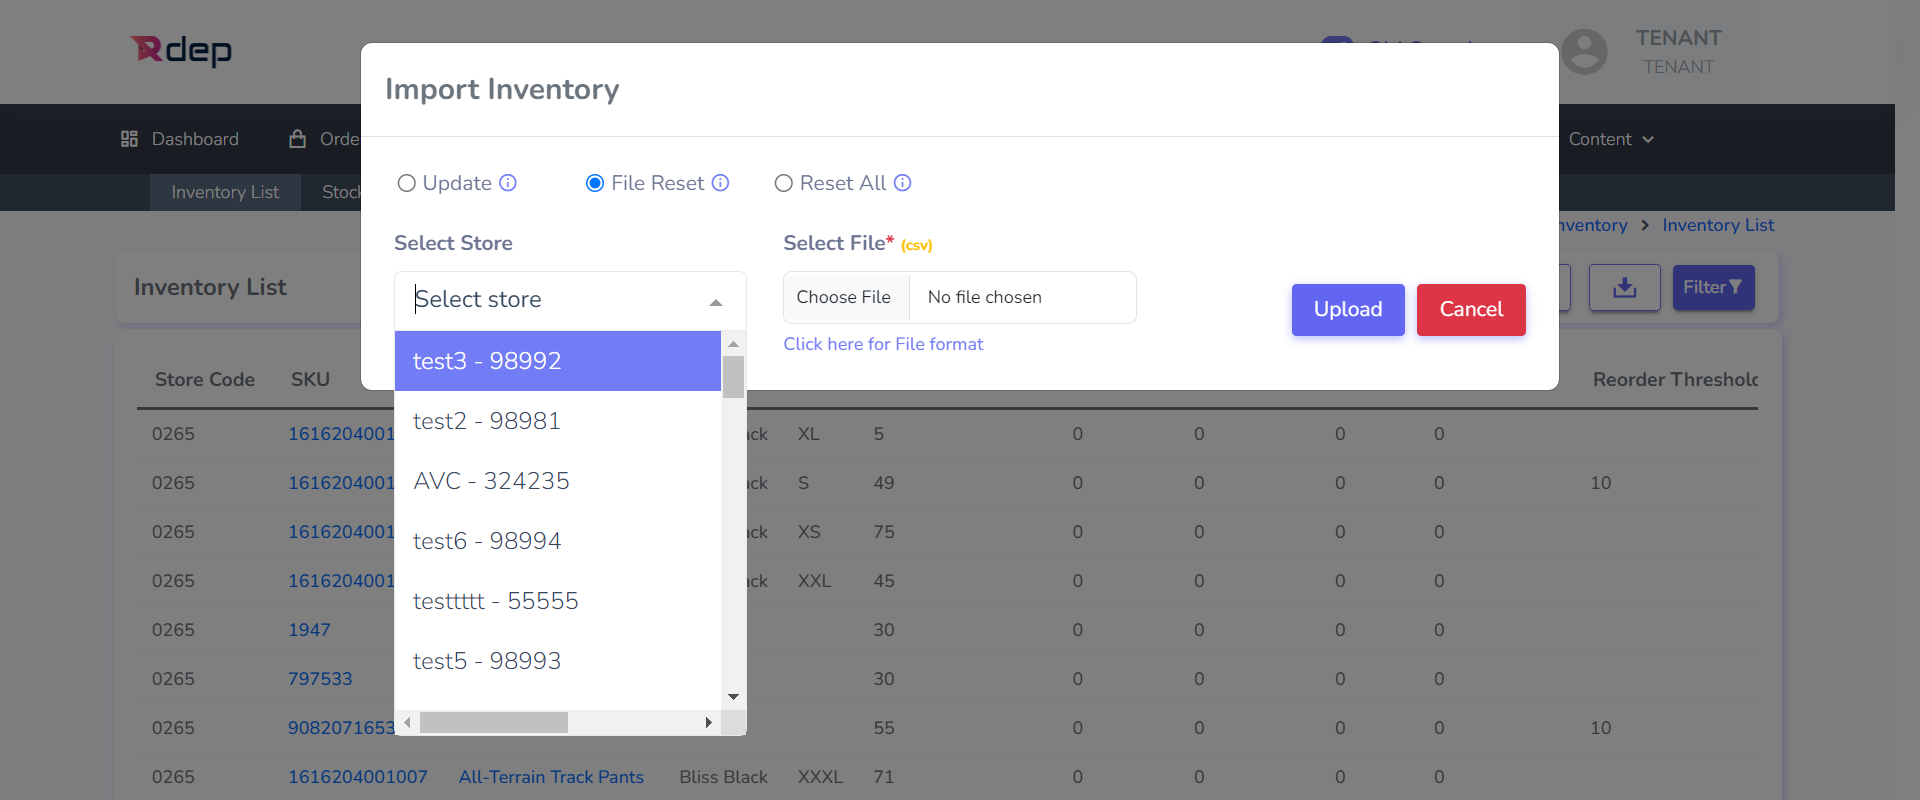 Rdep
TENANT
TENANT
Import Inventory
Dashboard
Orde
Content
Update
File Reset
Reset All
Inventory List
Stock
nventory > Inventory List
Select Store
Select File* (csv)
Inventory List
Filter
Select store
Choose File
No file chosen
Upload
Cancel
Click here for File format
test3 - 98992
test2 - 98981
AVC - 324235
test6 - 98994
testtttt - 55555
test5 - 98993
Store Code SKU Reorder Threshold
0265 1616204001 ack XL 5 0 0 0 0
0265 1616204001 ack S 49 0 0 0 0 10
0265 1616204001 ack XS 75 0 0 0 0
0265 1616204001 ack XXL 45 0 0 0 0
0265 1947 30 0 0 0 0
0265 797533 30 0 0 0 0
0265 9082071653 55 0 0 0 0 10
0265 1616204001007 All-Terrain Track Pants Bliss Black XXXL 71 0 0 0 0